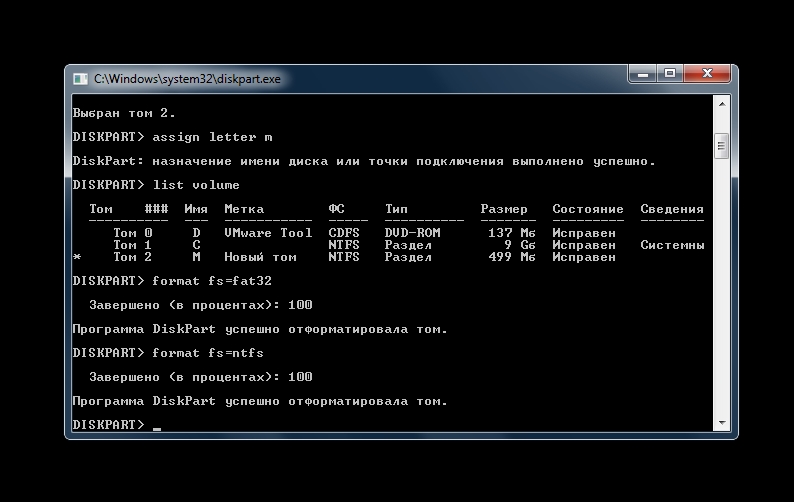 C:\Windows\system32\diskpart.exe
Выбран том 2.
DISKPART> assign letter m
DiskPart: назначение имени диска или точки подключения выполнено успешно.
DISKPART> list volume
Том ### Имя Метка ФС Тип Размер Состояние Сведения
---------- --- ----------- ----- ---------- ------- --------- --------
Том 0 D VMware Tool CDFS DVD-ROM 137 Мб Исправен
Том 1 C NTFS Раздел 9 Gб Исправен Системны
* Том 2 M Новый том NTFS Раздел 499 Мб Исправен
DISKPART> format fs=fat32
Завершено (в процентах): 100
Программа DiskPart успешно отформатировала том.
DISKPART> format fs=ntfs
Завершено (в процентах): 100
Программа DiskPart успешно отформатировала том.
DISKPART> _